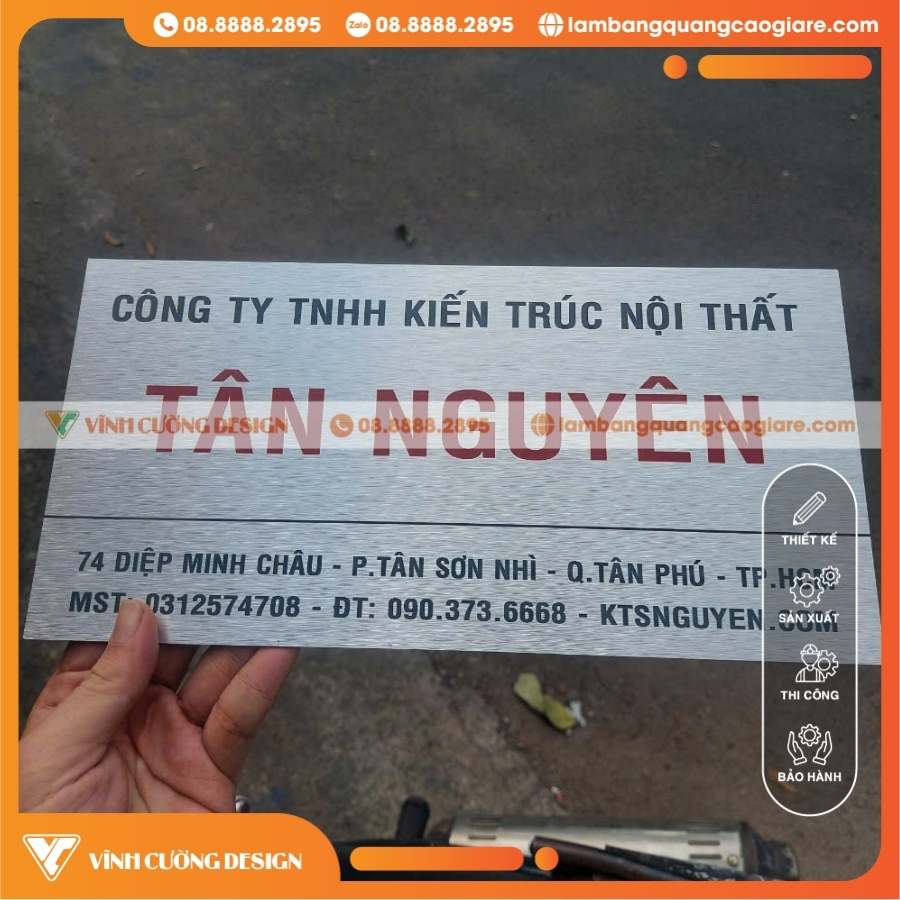 08.8888.2895 Zalo 08.8888.2895 lambangquangcaogiare.com
CÔNG TY TNHH KIẾN TRÚC NỘI THẤT
TÂN NGUYÊN
VĨNH CƯỜNG DESIGN 08.8888.2895 lambangquangcaogiare.com
74 DIỆP MINH CHÂU - P.TÂN SƠN NHÌ - Q.TÂN PHÚ - TP.HCM
MST: 0312574708 - ĐT: 090.373.6668 - KTSNGUYEN.COM
THIẾT KẾ
SẢN XUẤT
THI CÔNG
BẢO HÀNH
VĨNH CƯỜNG DESIGN